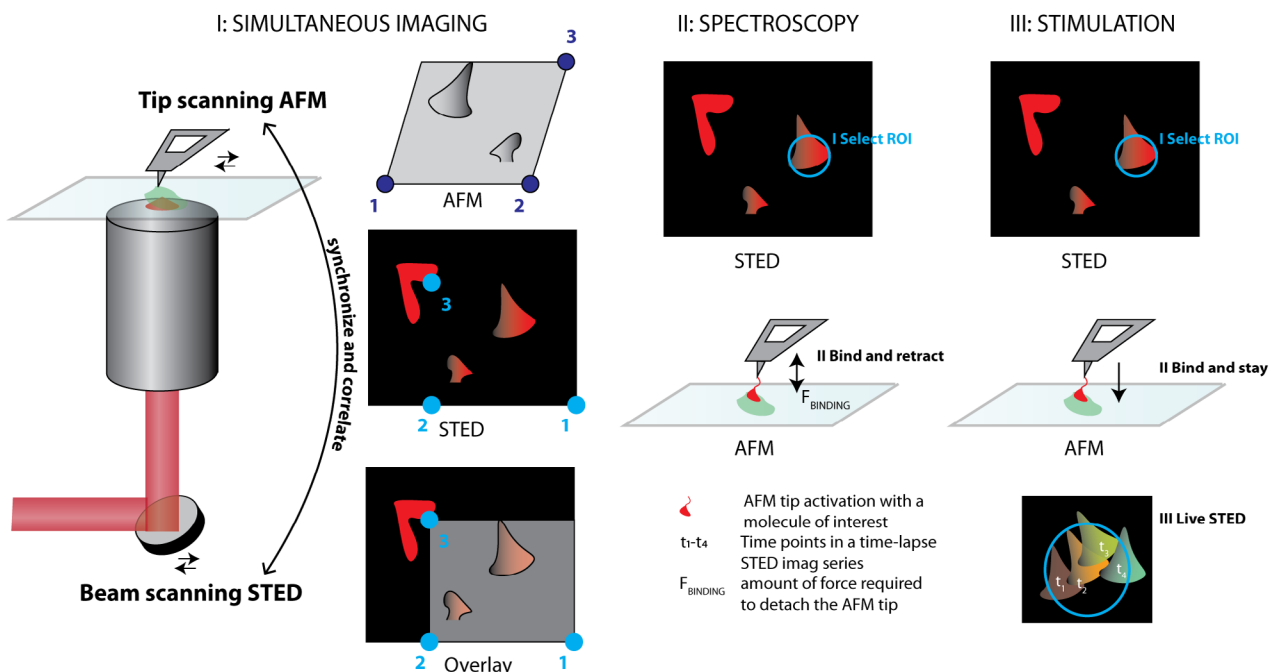 I: SIMULTANEOUS IMAGING
Tip scanning AFM
synchronize and correlate
Beam scanning STED
3
1
2
AFM
3
2
1
STED
3
2
1
Overlay
II: SPECTROSCOPY
I Select ROI
STED
II Bind and retract
F BINDING
AFM
AFM tip activation with a
molecule of interest
t₁-t₄ Time points in a time-lapse
STED imag series
F BINDING amount of force required
to detach the AFM tip
III: STIMULATION
I Select ROI
STED
II Bind and stay
AFM
III Live STED
t₁
t₂
t₃
t₄